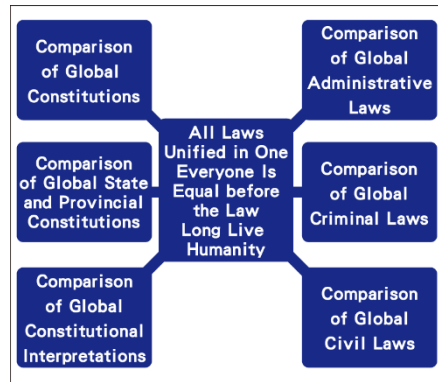 Comparison
of Global
Constitutions
Comparison
of Global
Administrative
Laws
All Laws
Unified in One
Everyone Is
Equal before
the Law
Long Live
Humanity
Comparison
of Global State
and Provincial
Constitutions
Comparison
of Global
Criminal Laws
Comparison
of Global
Constitutional
Interpretations
Comparison
of Global
Civil Laws